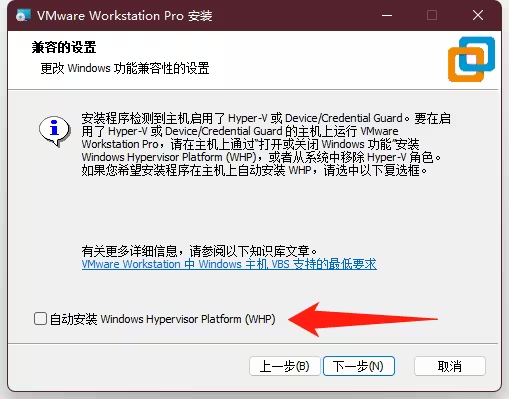 VMware Workstation Pro 安装
兼容的设置
更改 Windows 功能兼容性的设置
安装程序检测到主机启用了 Hyper-V 或 Device/Credential Guard。要在启
用了 Hyper-V 或 Device/Credential Guard 的主机上运行 VMware
Workstation Pro，请在主机上通过“打开或关闭 Windows 功能”安装
Windows Hypervisor Platform (WHP)，或者从系统中移除 Hyper-V 角色。
如果您希望安装程序在主机上自动安装 WHP，请选中以下复选框。
有关更多详细信息，请参阅以下知识库文章。
VMware Workstation 中 Windows 主机 VBS 支持的最低要求
自动安装 Windows Hypervisor Platform (WHP)
上一步(B) 下一步(N) 取消